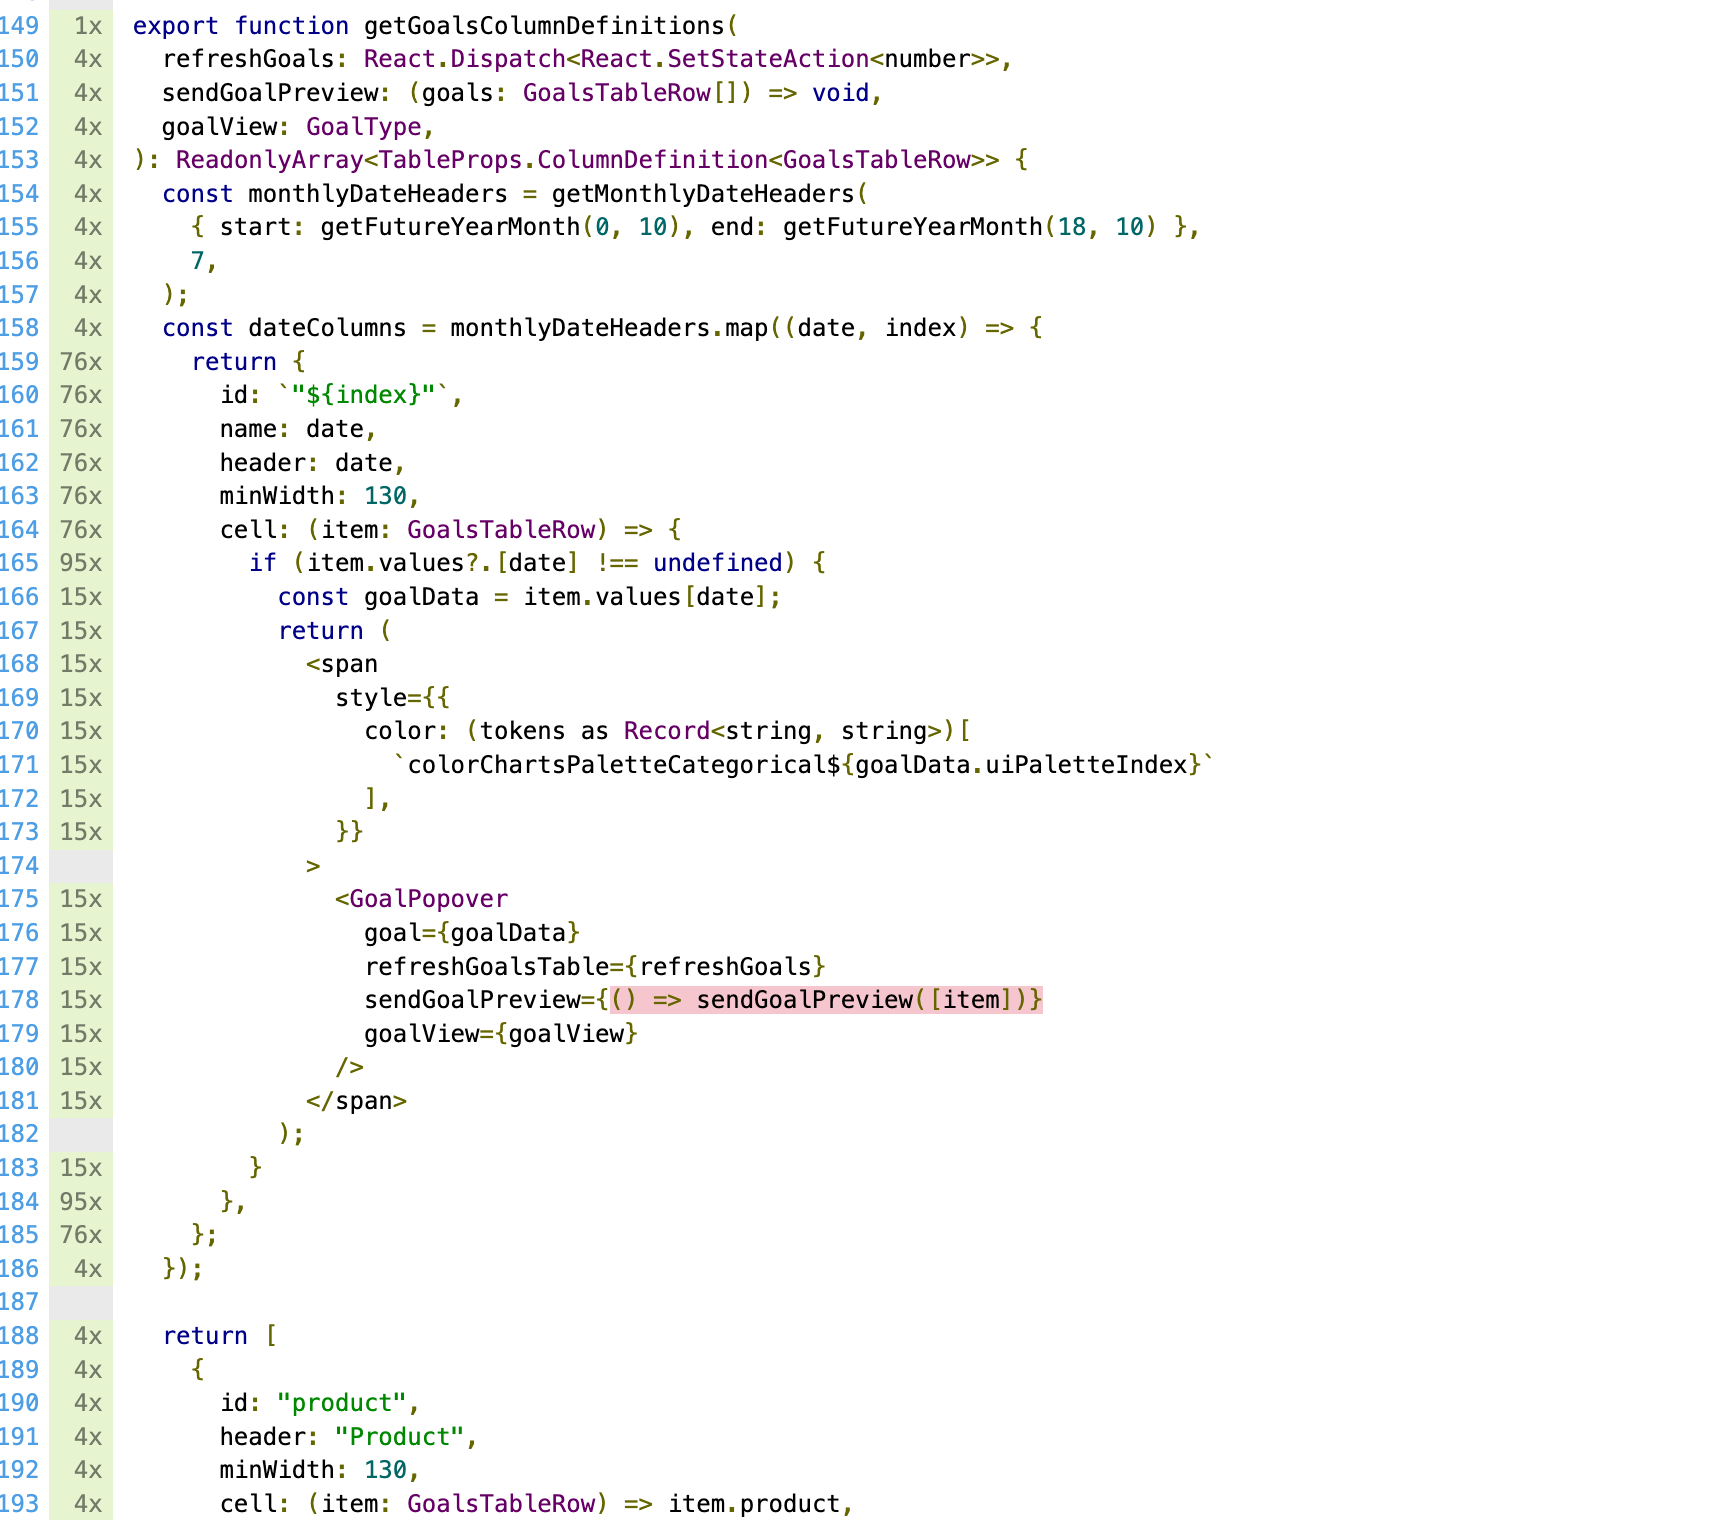 149 1x export function getGoalsColumnDefinitions(
150 4x   refreshGoals: React.Dispatch<React.SetStateAction<number>>,
151 4x   sendGoalPreview: (goals: GoalsTableRow[]) => void,
152 4x   goalView: GoalType,
153 4x ): ReadonlyArray<TableProps.ColumnDefinition<GoalsTableRow>> {
154 4x   const monthlyDateHeaders = getMonthlyDateHeaders(
155 4x     { start: getFutureYearMonth(0, 10), end: getFutureYearMonth(18, 10) },
156 4x     7,
157 4x   );
158 4x   const dateColumns = monthlyDateHeaders.map((date, index) => {
159 76x     return {
160 76x       id: `"${index}"`,
161 76x       name: date,
162 76x       header: date,
163 76x       minWidth: 130,
164 76x       cell: (item: GoalsTableRow) => {
165 95x         if (item.values?.[date] !== undefined) {
166 15x           const goalData = item.values[date];
167 15x           return (
168 15x             <span
169 15x               style={{
170 15x                 color: (tokens as Record<string, string>)[
171 15x                   `colorChartsPaletteCategorical${goalData.uiPaletteIndex}`
172 15x                 ],
173 15x               }}
174             >
175 15x               <GoalPopover
176 15x                 goal={goalData}
177 15x                 refreshGoalsTable={refreshGoals}
178 15x                 sendGoalPreview={() => sendGoalPreview([item])}
179 15x                 goalView={goalView}
180 15x               />
181 15x             </span>
182           );
183 15x         }
184 95x       },
185 76x     };
186 4x   });
187
188 4x   return [
189 4x     {
190 4x       id: "product",
191 4x       header: "Product",
192 4x       minWidth: 130,
193 4x       cell: (item: GoalsTableRow) => item.product,